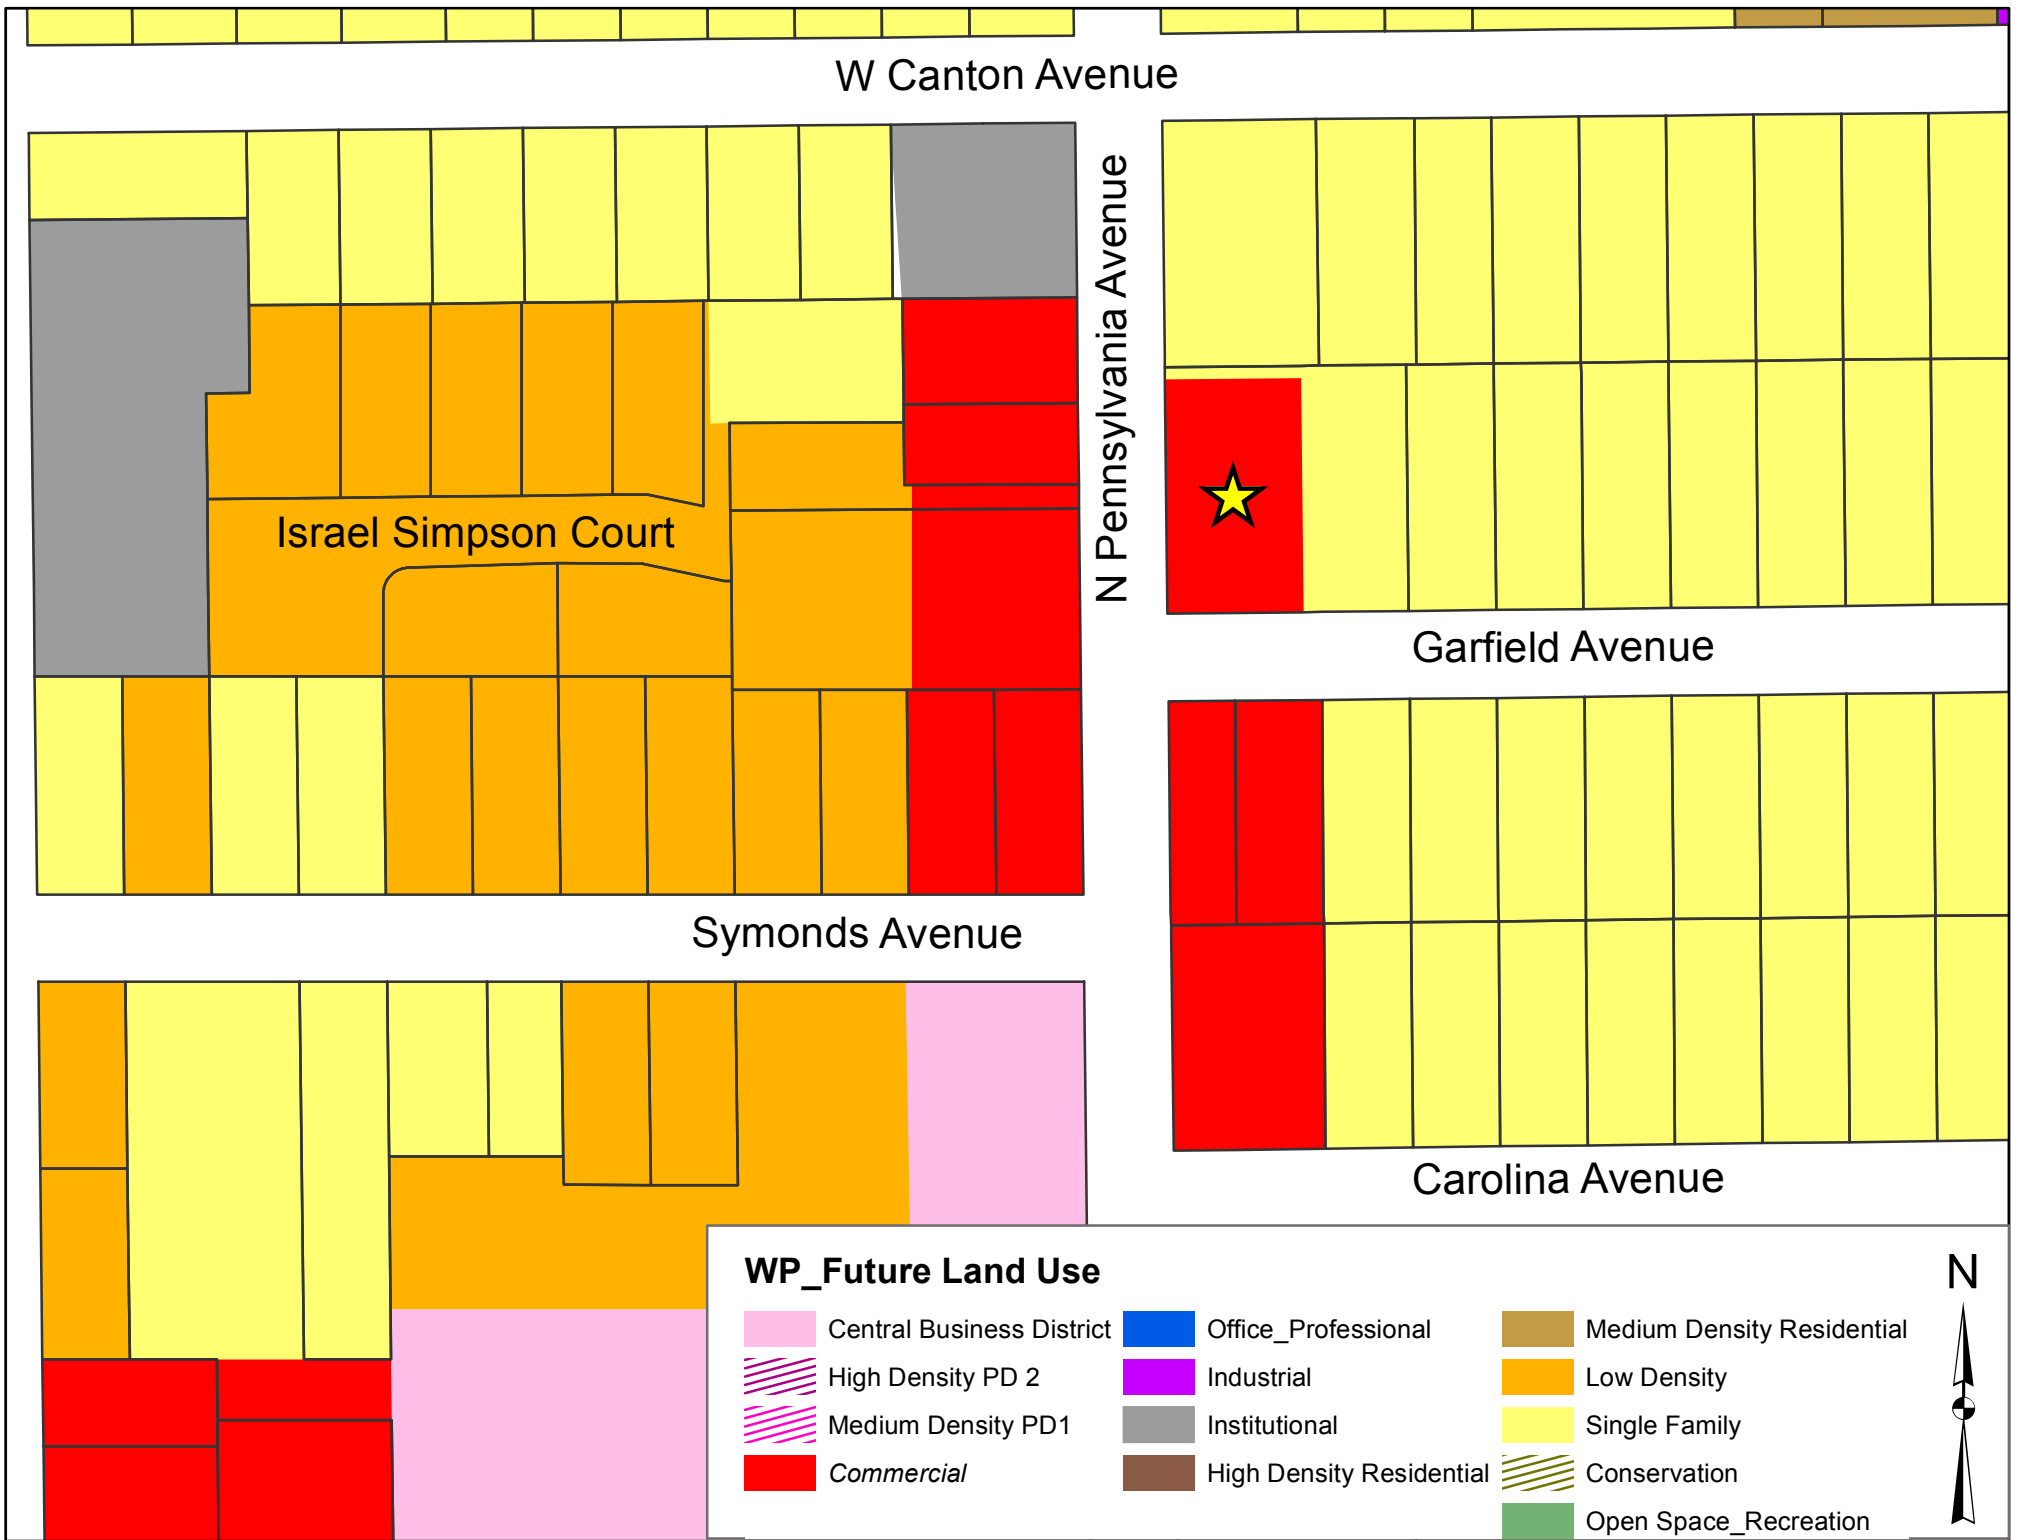 W Canton Avenue
N Pennsylvania Avenue
Israel Simpson Court
Garfield Avenue
Symonds Avenue
Carolina Avenue
WP_Future Land Use
Central Business District
High Density PD 2
Medium Density PD1
Commercial
Office_Professional
Industrial
Institutional
High Density Residential
Medium Density Residential
Low Density
Single Family
Conservation
Open Space_Recreation
N